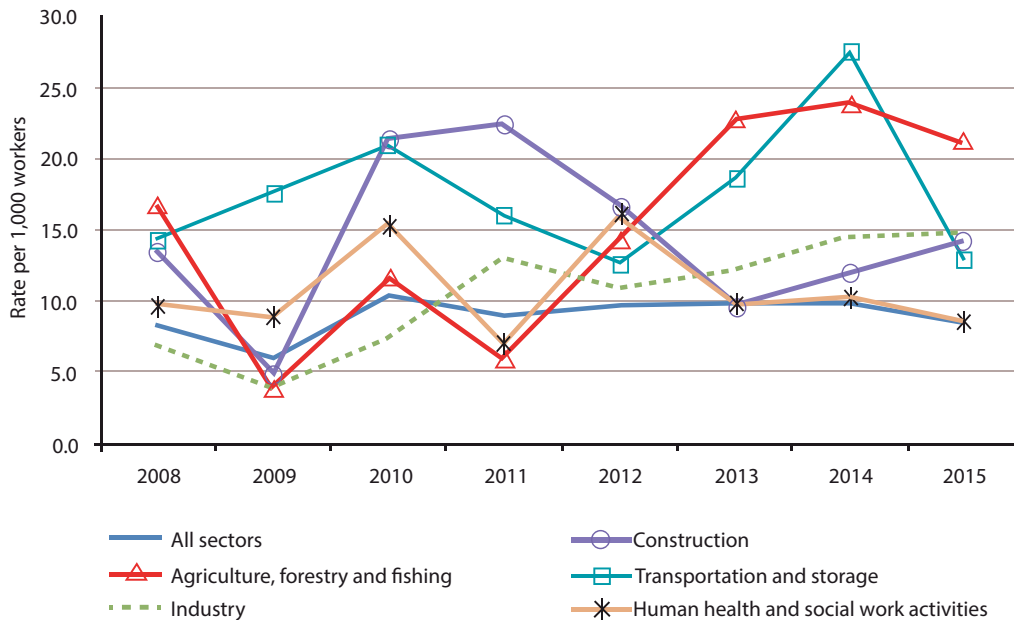 Rate per 1,000 workers
30.0
25.0
20.0
15.0
10.0
5.0
0.0
2008 2009 2010 2011 2012 2013 2014 2015
All sectors
Construction
Agriculture, forestry and fishing
Transportation and storage
Industry
Human health and social work activities